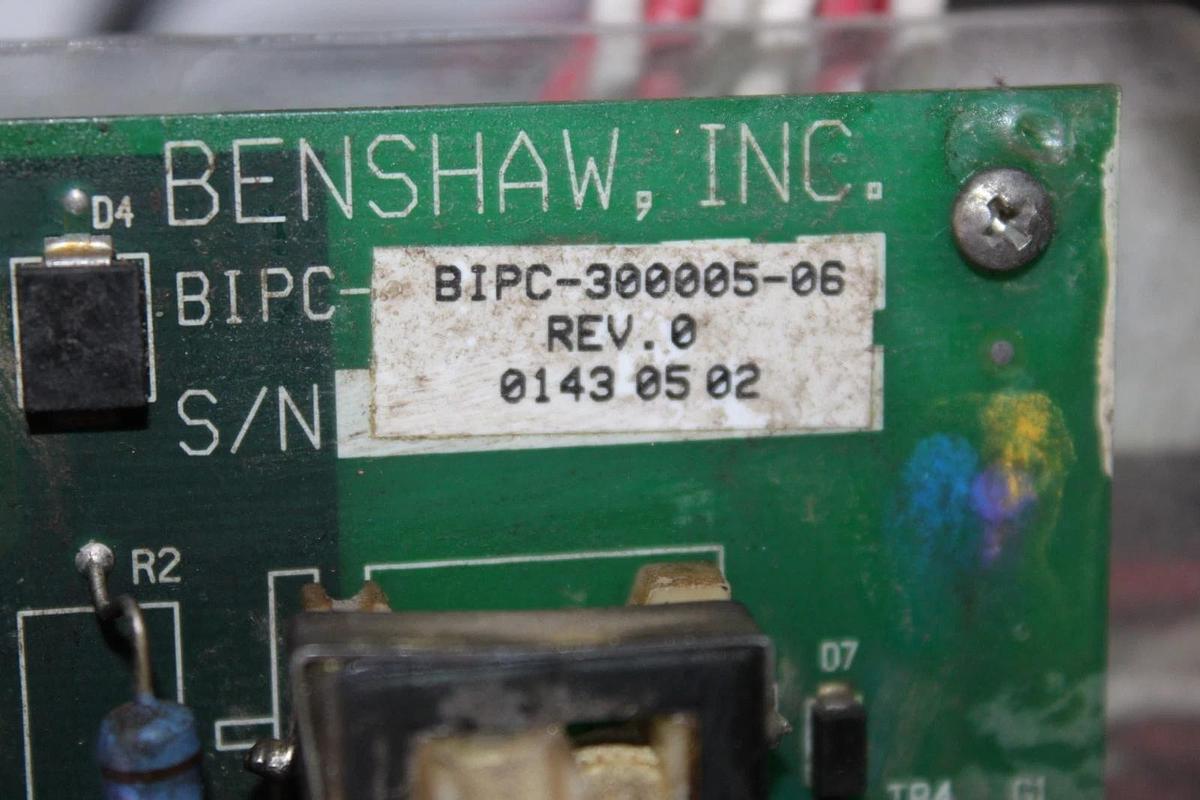 BENSHAW, INC.
D4
BIPC-
BIPC-300005-06
REV.0
S/N
0143 05 02
R2
D7